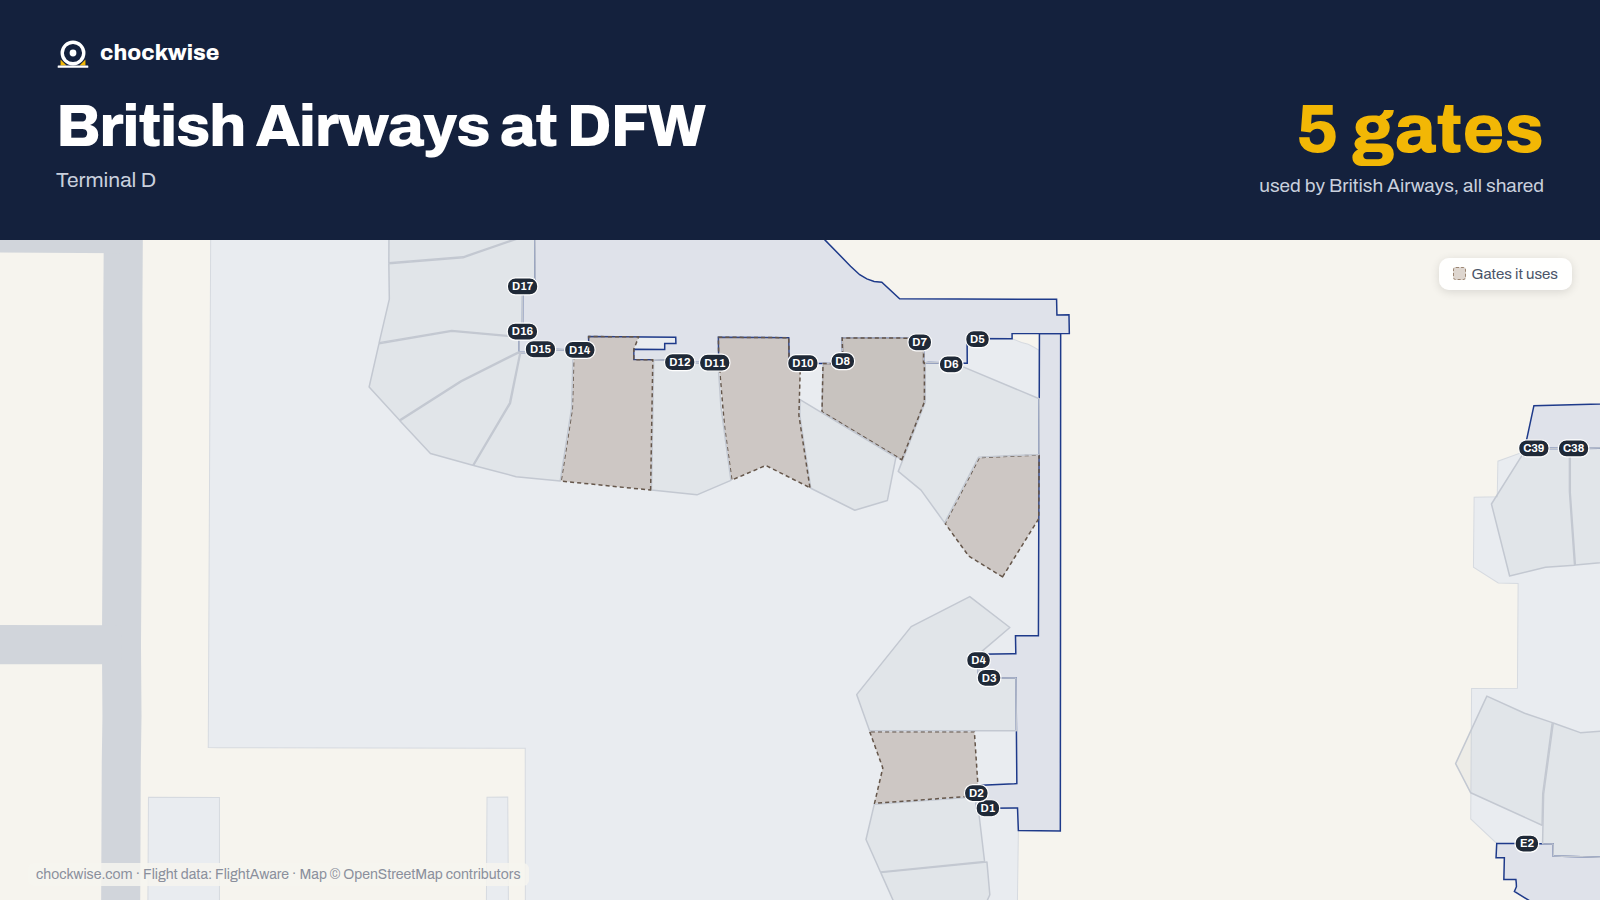 chockwise
British Airways at DFW
Terminal D
5 gates
used by British Airways, all shared
Gates it uses
D17
D16
D15
D14
D12
D11
D10
D8
D7
D6
D5
D4
D3
D2
D1
C39
C38
E2
chockwise.com · Flight data: FlightAware · Map © OpenStreetMap contributors